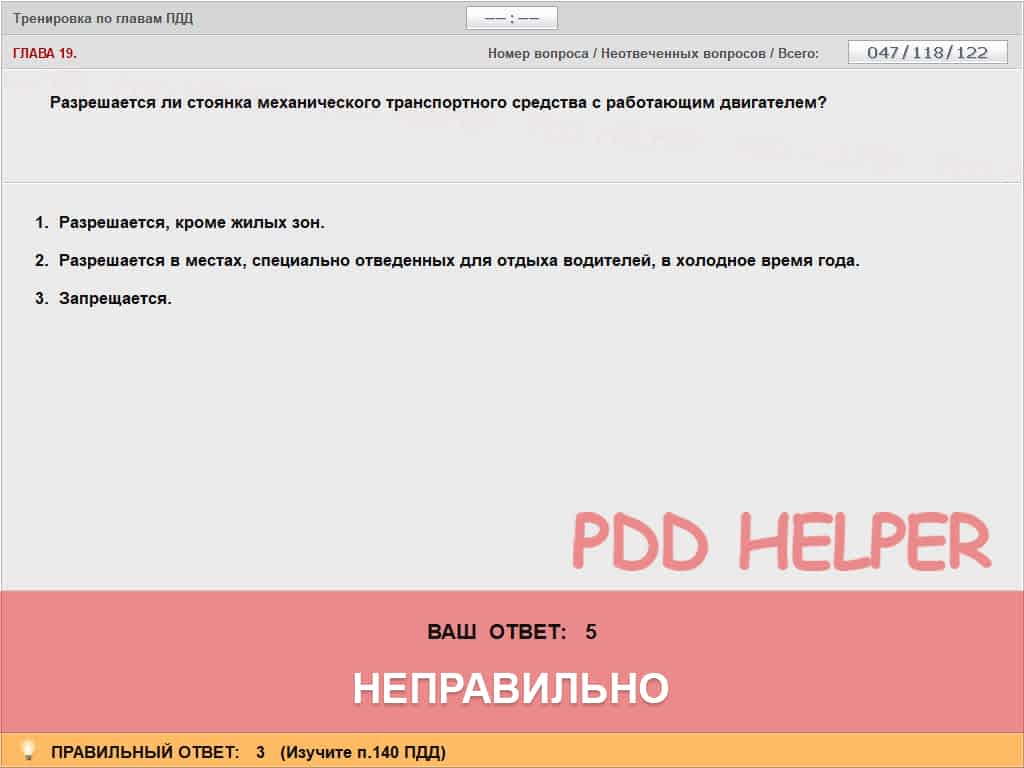 Тренировка по главам ПДД
—— : ——
ГЛАВА 19.
Номер вопроса / Неотвеченных вопросов / Всего: 047/118/122
Разрешается ли стоянка механического транспортного средства с работающим двигателем?
1. Разрешается, кроме жилых зон.
2. Разрешается в местах, специально отведенных для отдыха водителей, в холодное время года.
3. Запрещается.
PDD HELPER
ВАШ ОТВЕТ: 5
НЕПРАВИЛЬНО
ПРАВИЛЬНЫЙ ОТВЕТ: 3 (Изучите п.140 ПДД)